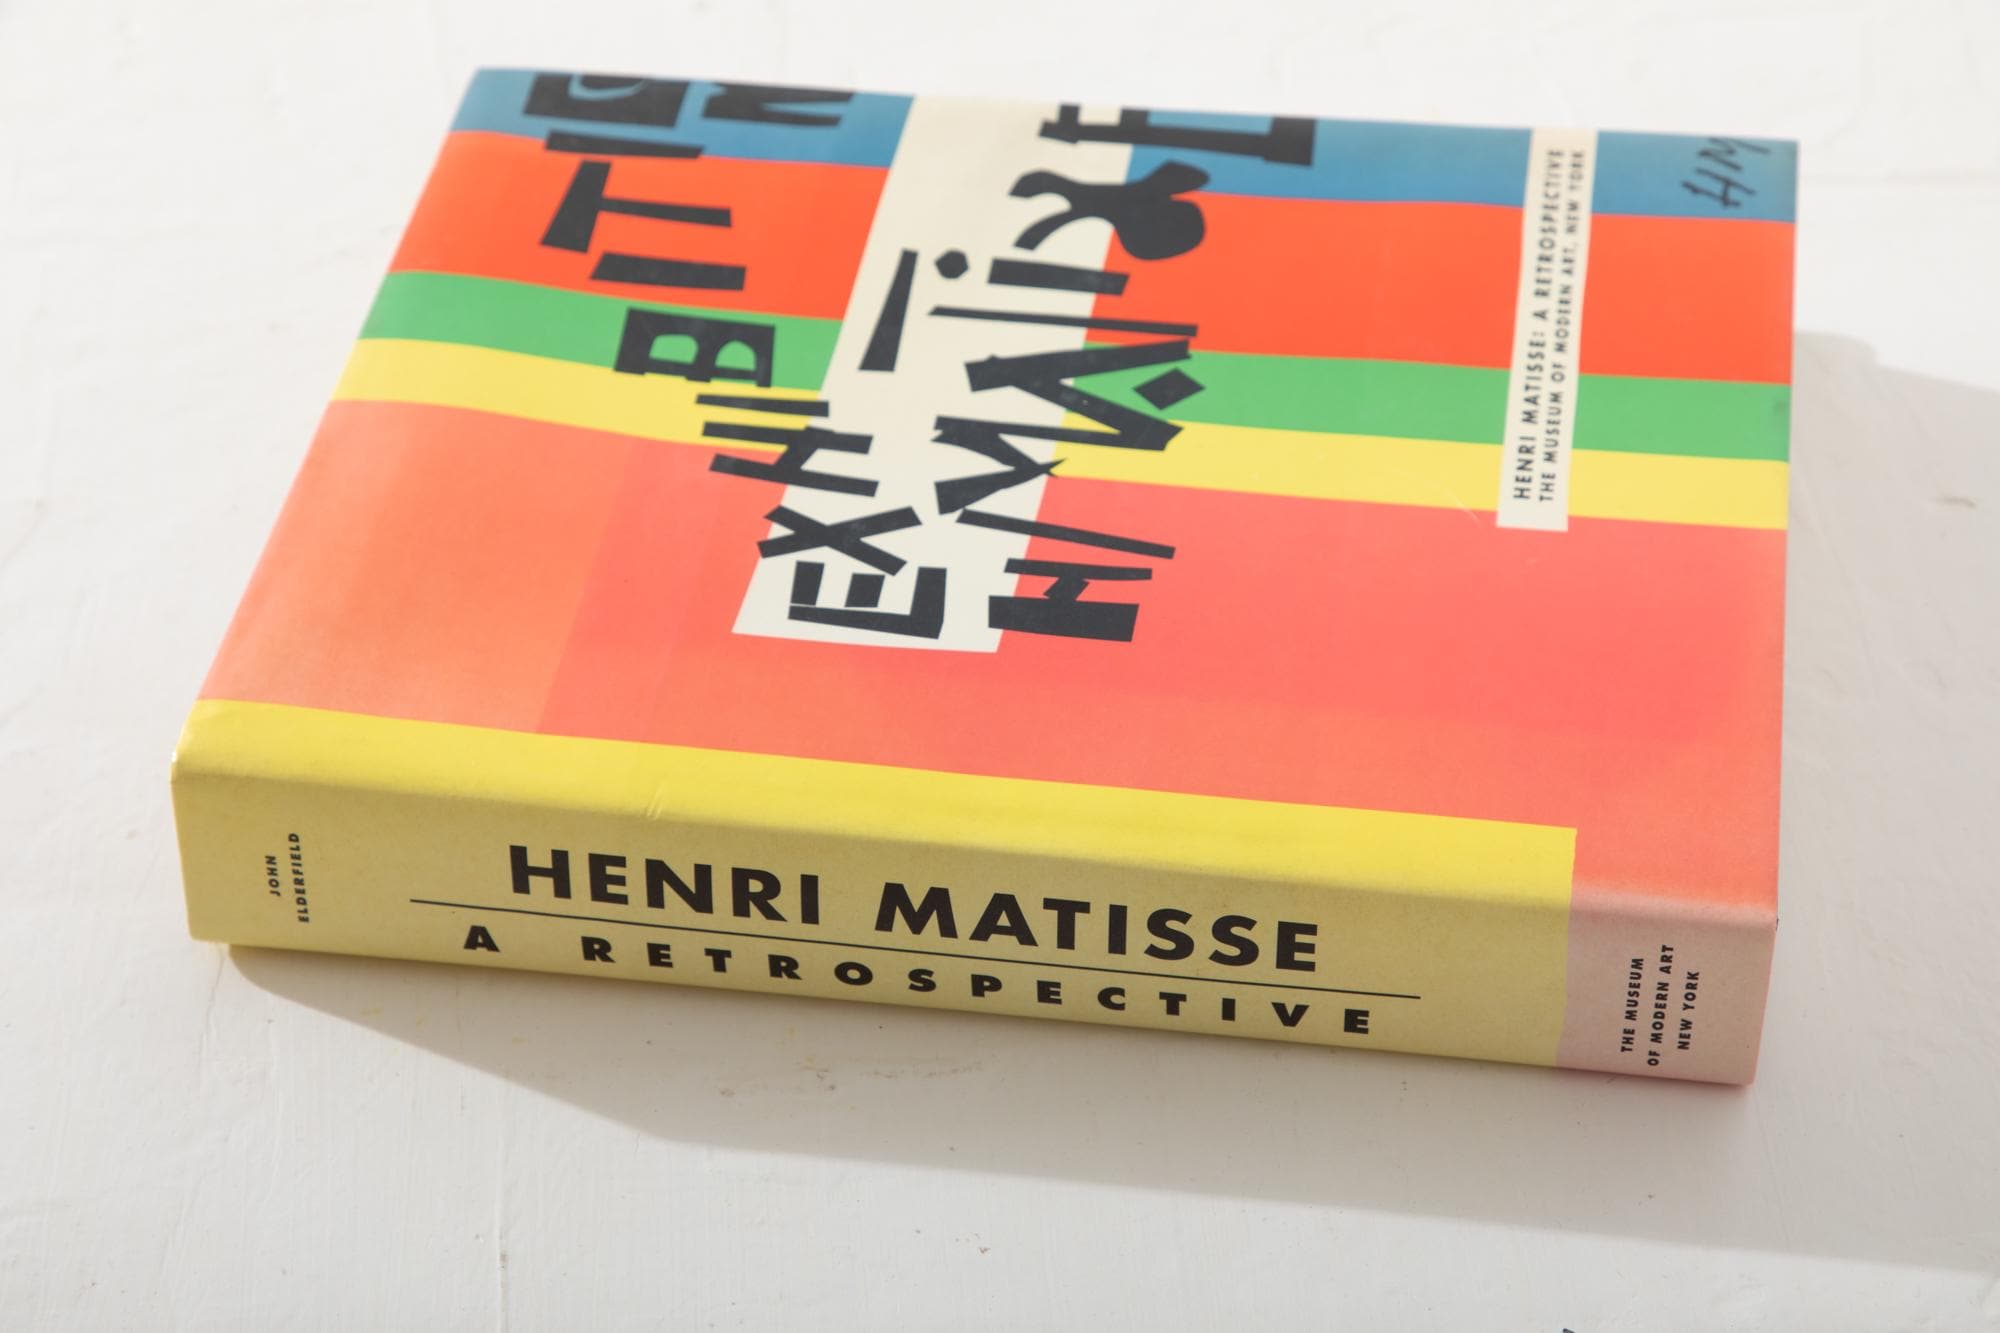 EXHIBITION
H. MATISSE
HENRI MATISSE: A RETROSPECTIVE
THE MUSEUM OF MODERN ART, NEW YORK
HM
JOHN
ELDERFIELD
HENRI MATISSE
A RETROSPECTIVE
THE MUSEUM
OF MODERN ART
NEW YORK